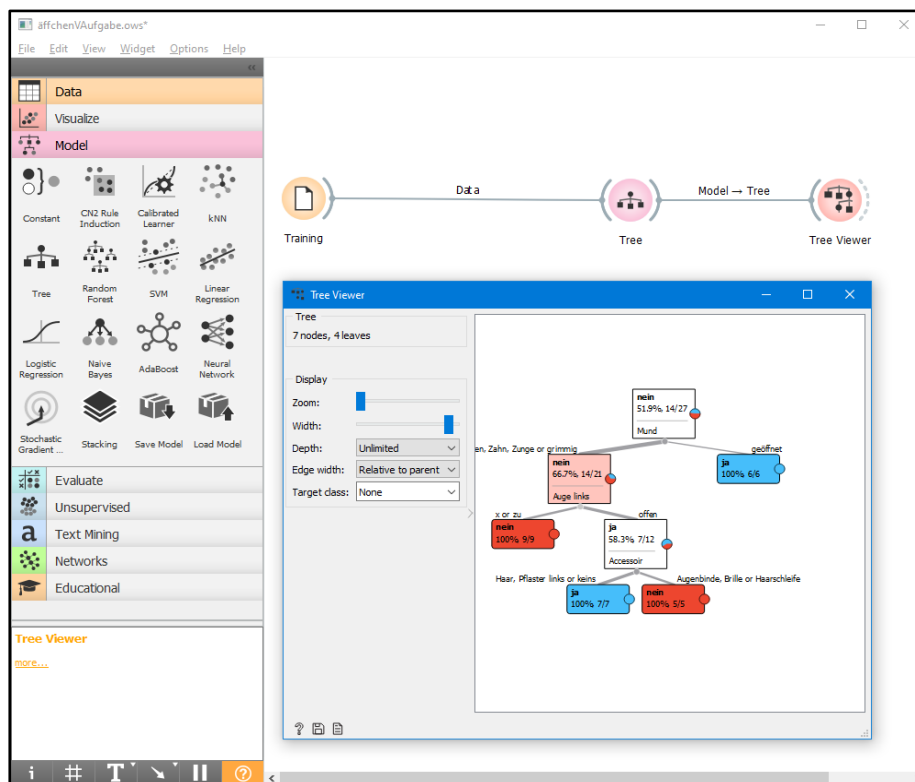 äffchenVAufgabe.ows*
File Edit View Widget Options Help
Data
Visualize
Model
Constant
CN2 Rule Induction
Calibrated Learner
kNN
Tree
Random Forest
SVM
Linear Regression
Logistic Regression
Naive Bayes
AdaBoost
Neural Network
Stochastic Gradient ...
Stacking
Save Model
Load Model
Evaluate
Unsupervised
Text Mining
Networks
Educational
Tree Viewer
more...
Data
Model → Tree
Training
Tree
Tree Viewer
Tree Viewer
Tree
7 nodes, 4 leaves
Display
Zoom:
Width:
Depth: Unlimited
Edge width: Relative to parent
Target class: None
nein
51.9%, 14/27
Mund
en, Zahn, Zunge or grimmig
geöffnet
nein
66.7%, 14/21
Auge links
ja
100%, 6/6
x or zu
offen
nein
100%, 9/9
ja
58.3%, 7/12
Accessoir
Haar, Pflaster links or keins
Augenbinde, Brille or Haarschleife
ja
100%, 7/7
nein
100%, 5/5